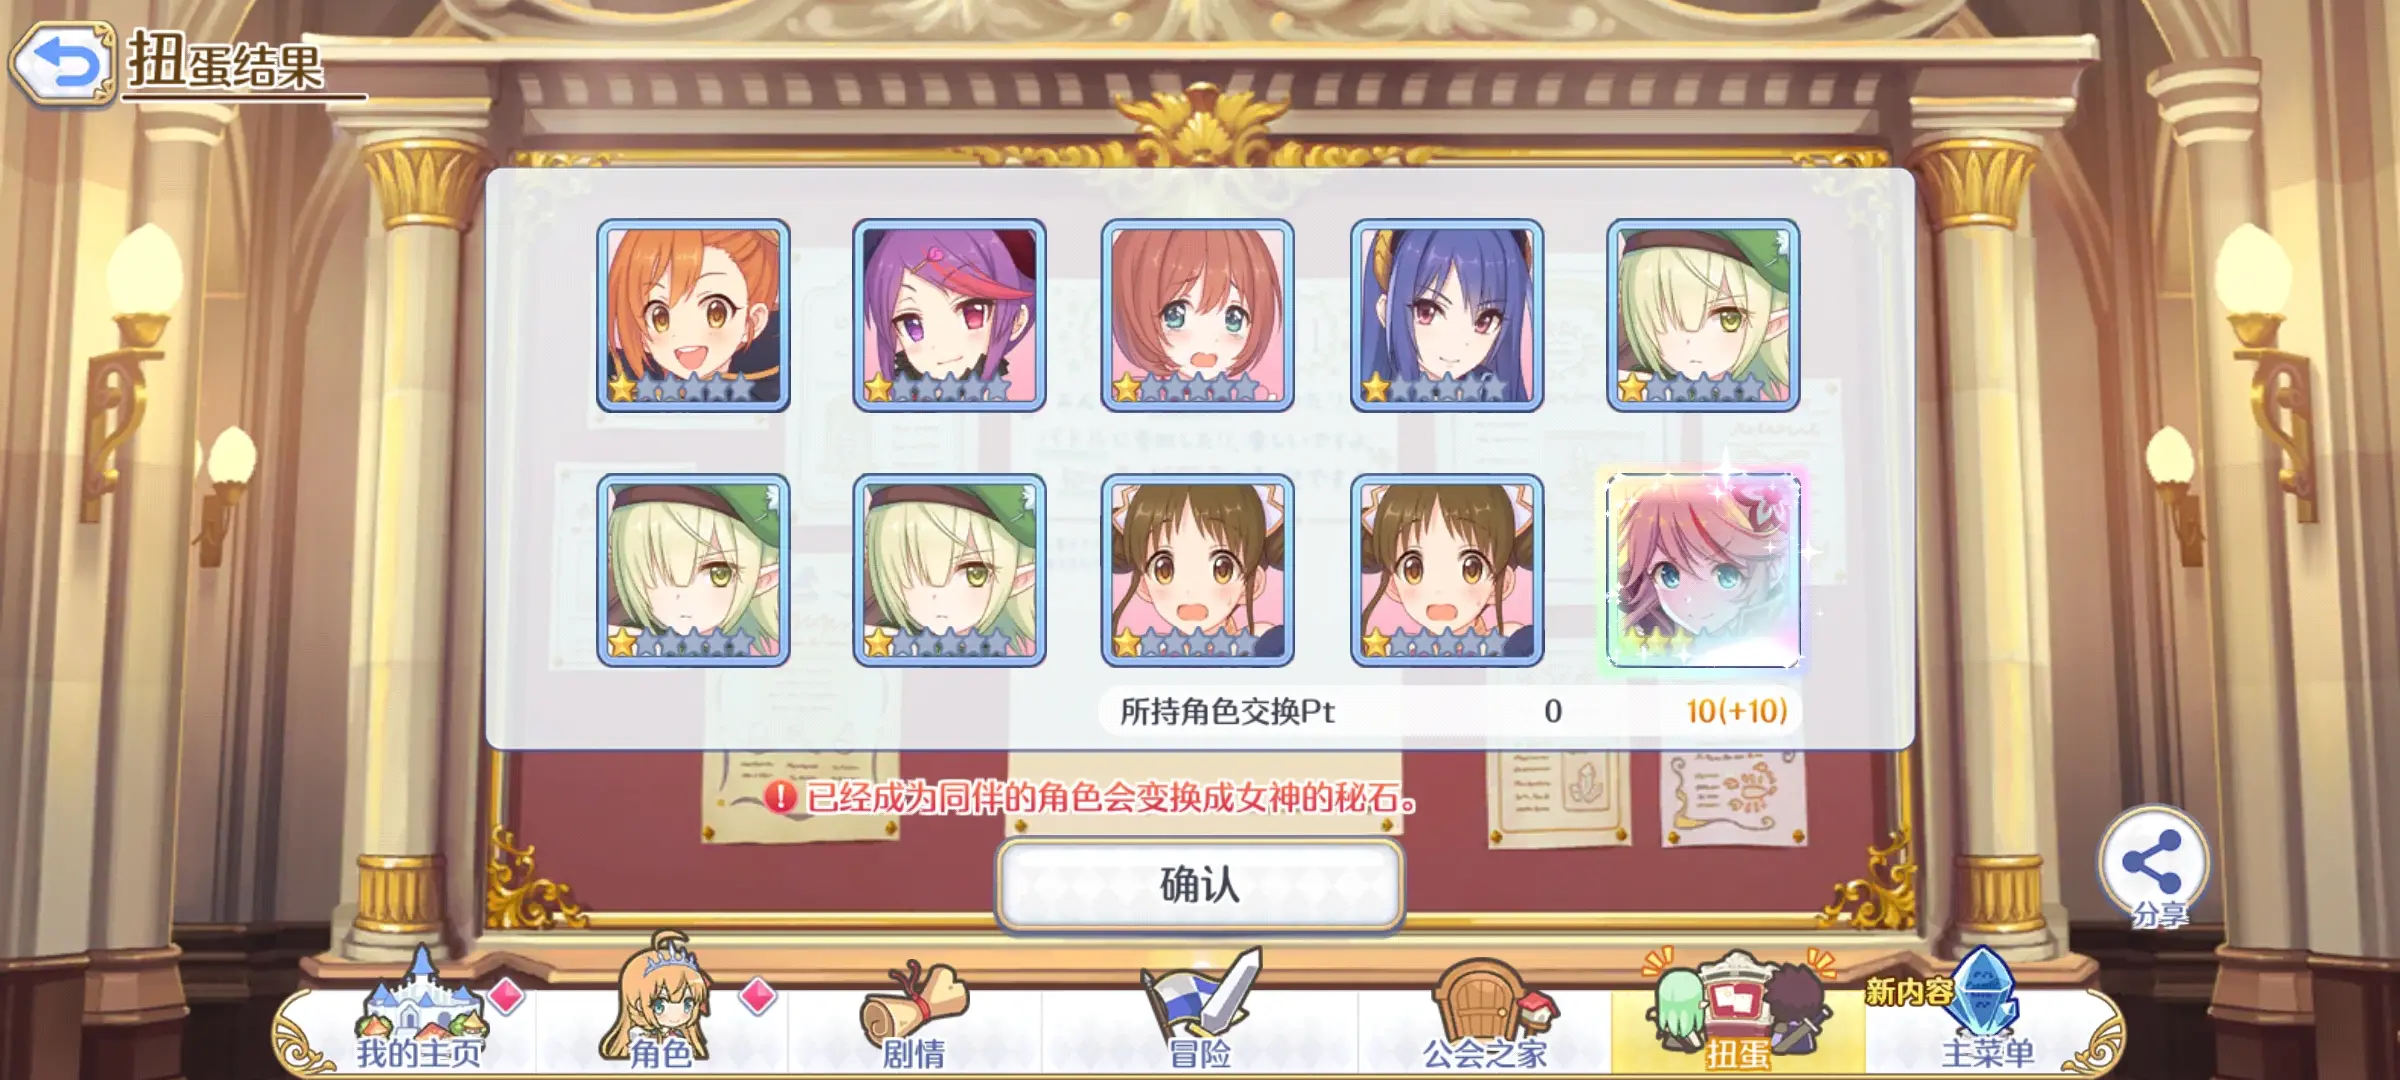 扭蛋结果
所持角色交换Pt 0 10(+10)
已经成为同伴的角色会变换成女神的秘石。
确认
分享
我的主页
角色
剧情
冒险
公会之家
扭蛋
新内容
主菜单